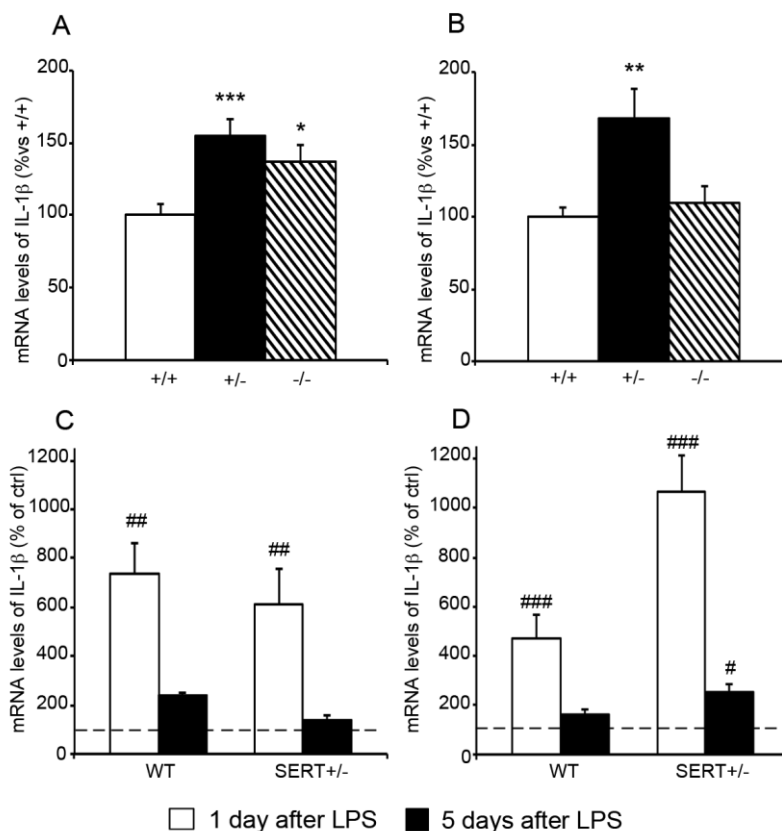 A
mRNA levels of IL-1β (%vs +/+)
200
150
100
50
0
***
*
+/+ +/- -/-
B
mRNA levels of IL-1β (%vs +/+)
200
150
100
50
0
**
+/+ +/- -/-
C
mRNA levels of IL-1β (% of ctrl)
1200
1000
800
600
400
200
0
##
##
WT SERT+/-
D
mRNA levels of IL-1β (% of ctrl)
1200
1000
800
600
400
200
0
###
###
#
WT SERT+/-
1 day after LPS 5 days after LPS